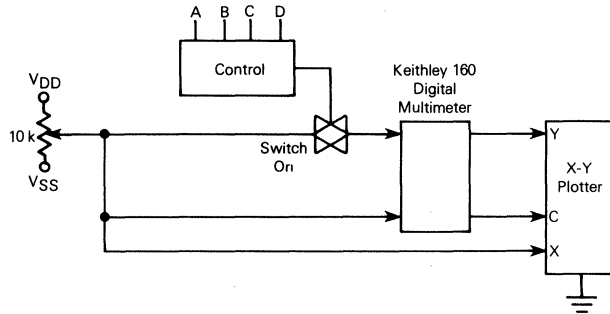 A B C D
Control
Keithley 160
Digital
Multimeter
VDD
10 k
VSS
Switch
On
Y
X-Y
Plotter
C
X